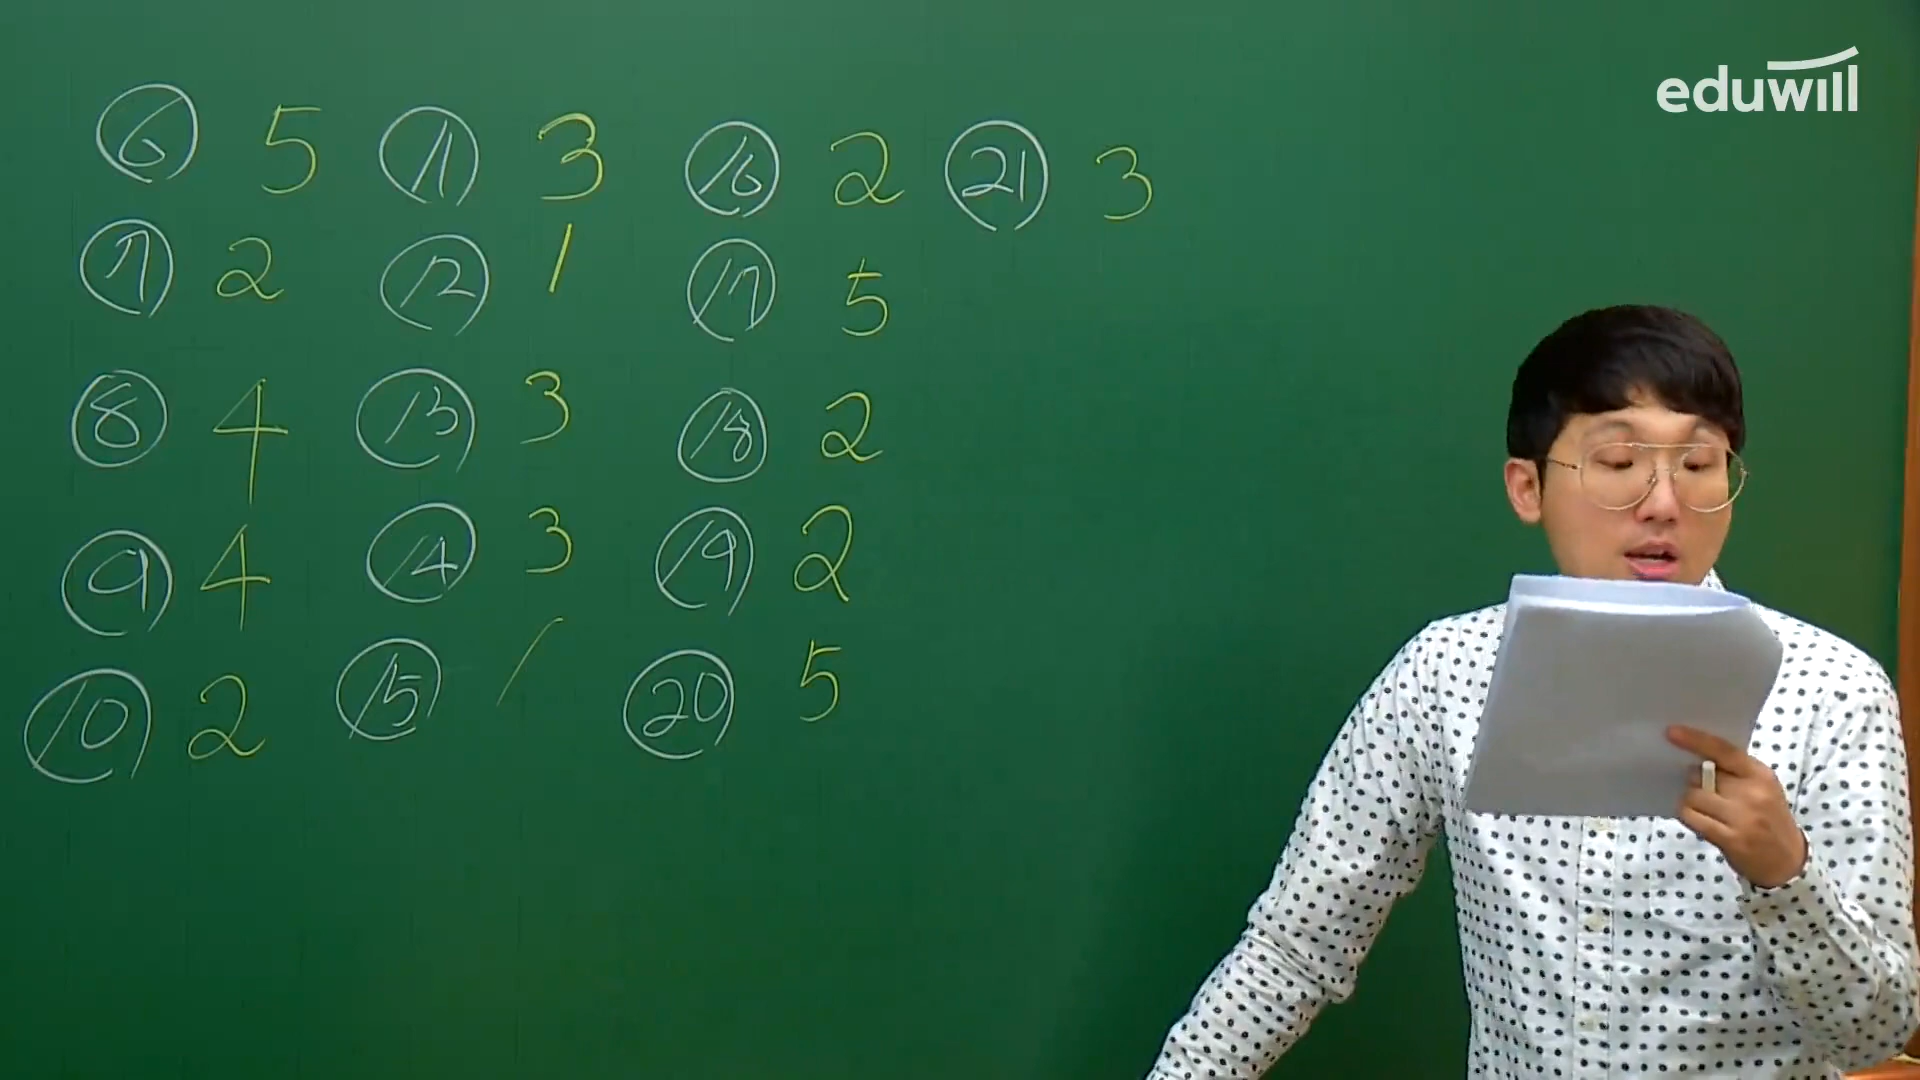 eduwill
⑥ 5 ⑪ 3 ⑯ 2 ㉑ 3
⑦ 2 ⑫ 1 ⑰ 5
⑧ 4 ⑬ 3 ⑱ 2
⑨ 4 ⑭ 3 ⑲ 2
⑩ 2 ⑮ 1 ⑳ 5